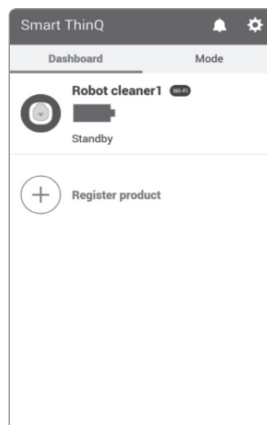 Smart ThinQ
Dashboard Mode
Robot cleaner1 Wi-Fi
Standby
Register product